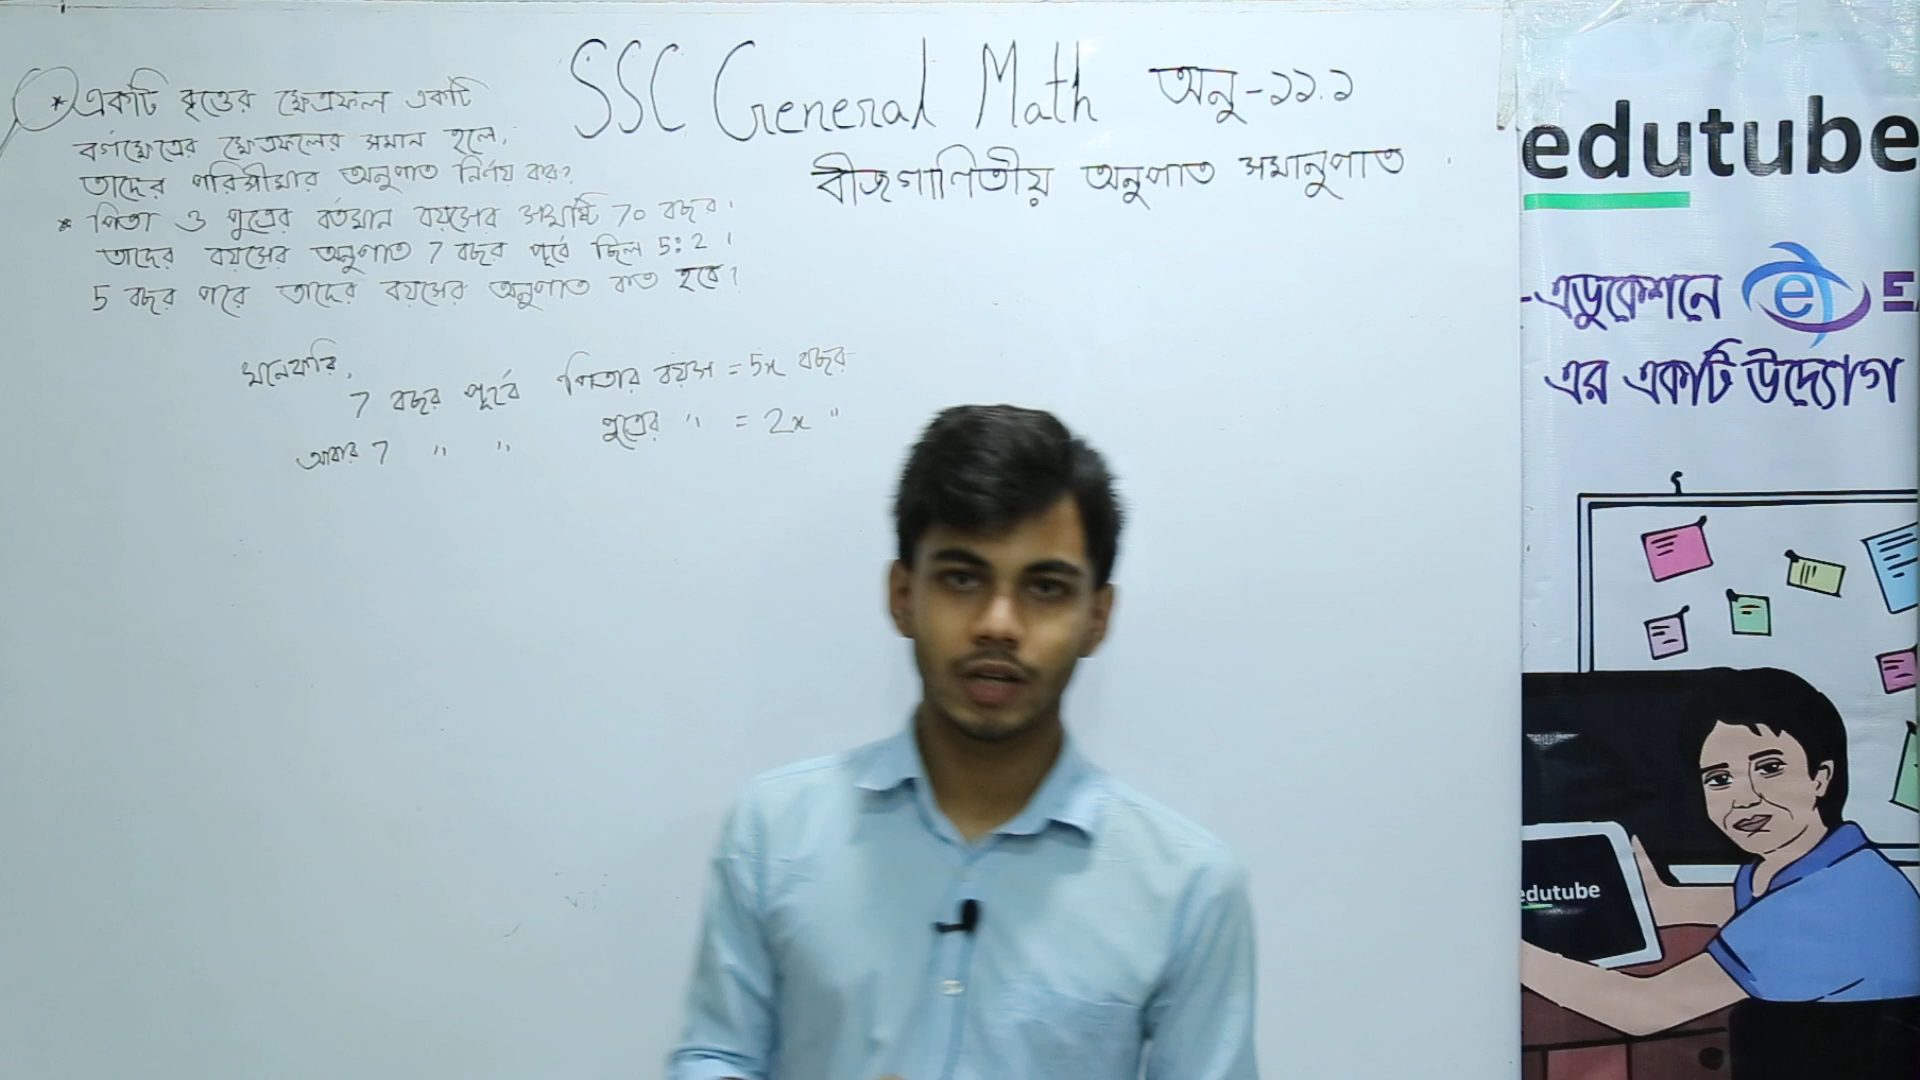 SSC General Math অনু-১১.১
বীজগাণিতীয় অনুপাত সমানুপাত
* একটি বৃত্তের ক্ষেত্রফল একটি
বর্গক্ষেত্রের ক্ষেত্রফলের সমান হলে,
তাদের পরিসীমার অনুপাত নির্ণয় কর?
* পিতা ও পুত্রের বর্তমান বয়সের সমষ্টি 70 বছর।
তাদের বয়সের অনুপাত 7 বছর পূর্বে ছিল 5:2।
5 বছর পরে তাদের বয়সের অনুপাত কত হবে?
মনেকরি,
7 বছর পূর্বে পিতার বয়স = 5x বছর
আবার 7 " " পুত্রের " = 2x "
edutube
-এডুকেশনে e E
এর একটি উদ্যোগ
edutube